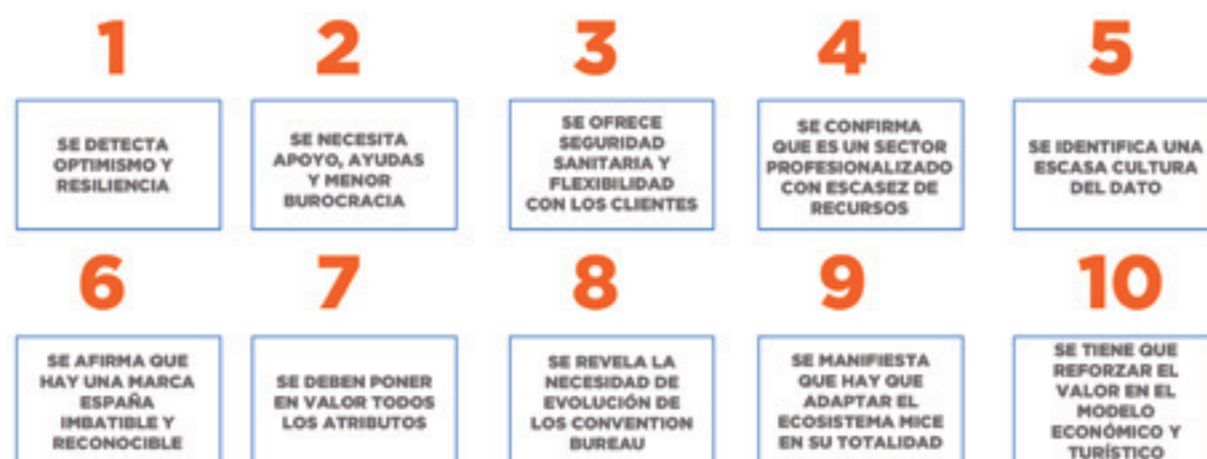 1
SE DETECTA
OPTIMISMO Y
RESILIENCIA
2
SE NECESITA
APOYO, AYUDAS
Y MENOR
BUROCRACIA
3
SE OFRECE
SEGURIDAD
SANITARIA Y
FLEXIBILIDAD
CON LOS CLIENTES
4
SE CONFIRMA
QUE ES UN SECTOR
PROFESIONALIZADO
CON ESCASEZ DE
RECURSOS
5
SE IDENTIFICA UNA
ESCASA CULTURA
DEL DATO
6
SE AFIRMA QUE
HAY UNA MARCA
ESPAÑA
IMBATIBLE Y
RECONOCIBLE
7
SE DEBEN PONER
EN VALOR TODOS
LOS ATRIBUTOS
8
SE REVELA LA
NECESIDAD DE
EVOLUCIÓN DE
LOS CONVENTION
BUREAU
9
SE MANIFIESTA
QUE HAY QUE
ADAPTAR EL
ECOSISTEMA MICE
EN SU TOTALIDAD
10
SE TIENE QUE
REFORZAR EL
VALOR EN EL
MODELO
ECONÓMICO Y
TURÍSTICO